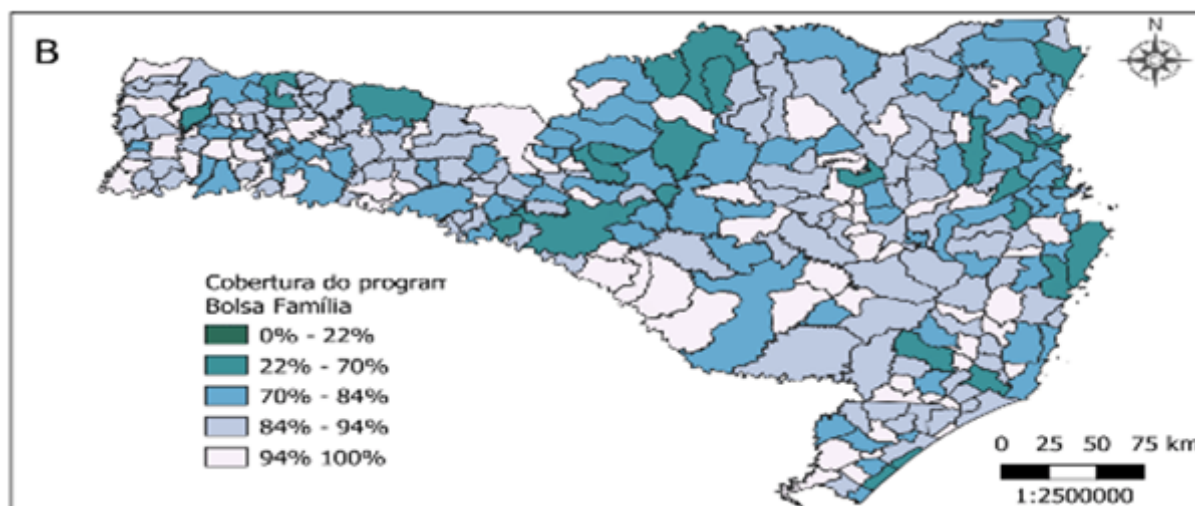 B
N
Cobertura do progran
Bolsa Família
0% - 22%
22% - 70%
70% - 84%
84% - 94%
94% 100%
0 25 50 75 km
1:2500000